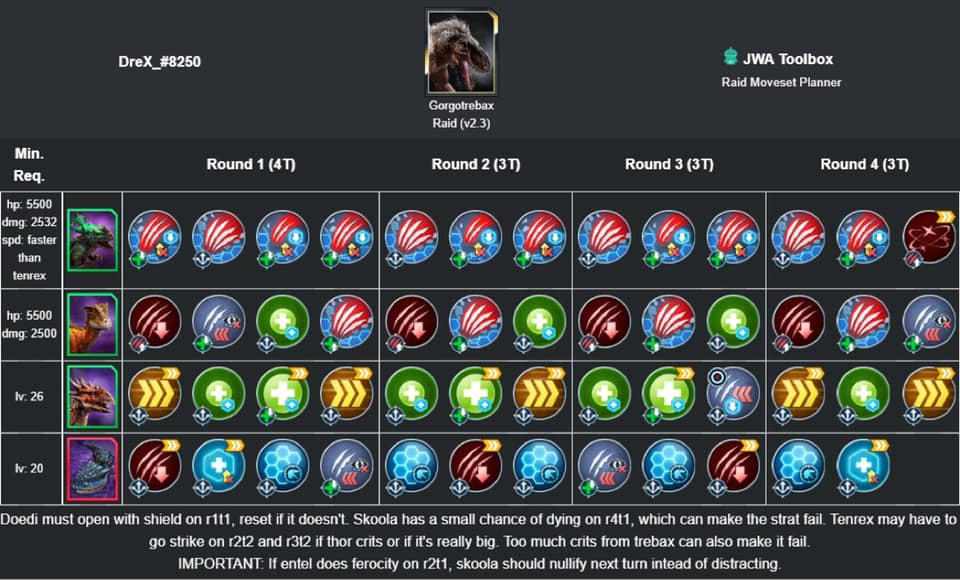 DreX_#8250
Gorgotrebax
Raid (v2.3)
JWA Toolbox
Raid Moveset Planner
Min.
Req.
Round 1 (4T)
Round 2 (3T)
Round 3 (3T)
Round 4 (3T)
hp: 5500
dmg: 2532
spd: faster
than
tenrex
hp: 5500
dmg: 2500
lv: 26
lv: 20
Doedi must open with shield on r1t1, reset if it doesn't. Skoola has a small chance of dying on r4t1, which can make the strat fail. Tenrex may have to
go strike on r2t2 and r3t2 if thor crits or if it's really big. Too much crits from trebax can also make it fail.
IMPORTANT: If entel does ferocity on r2t1, skoola should nullify next turn intead of distracting.